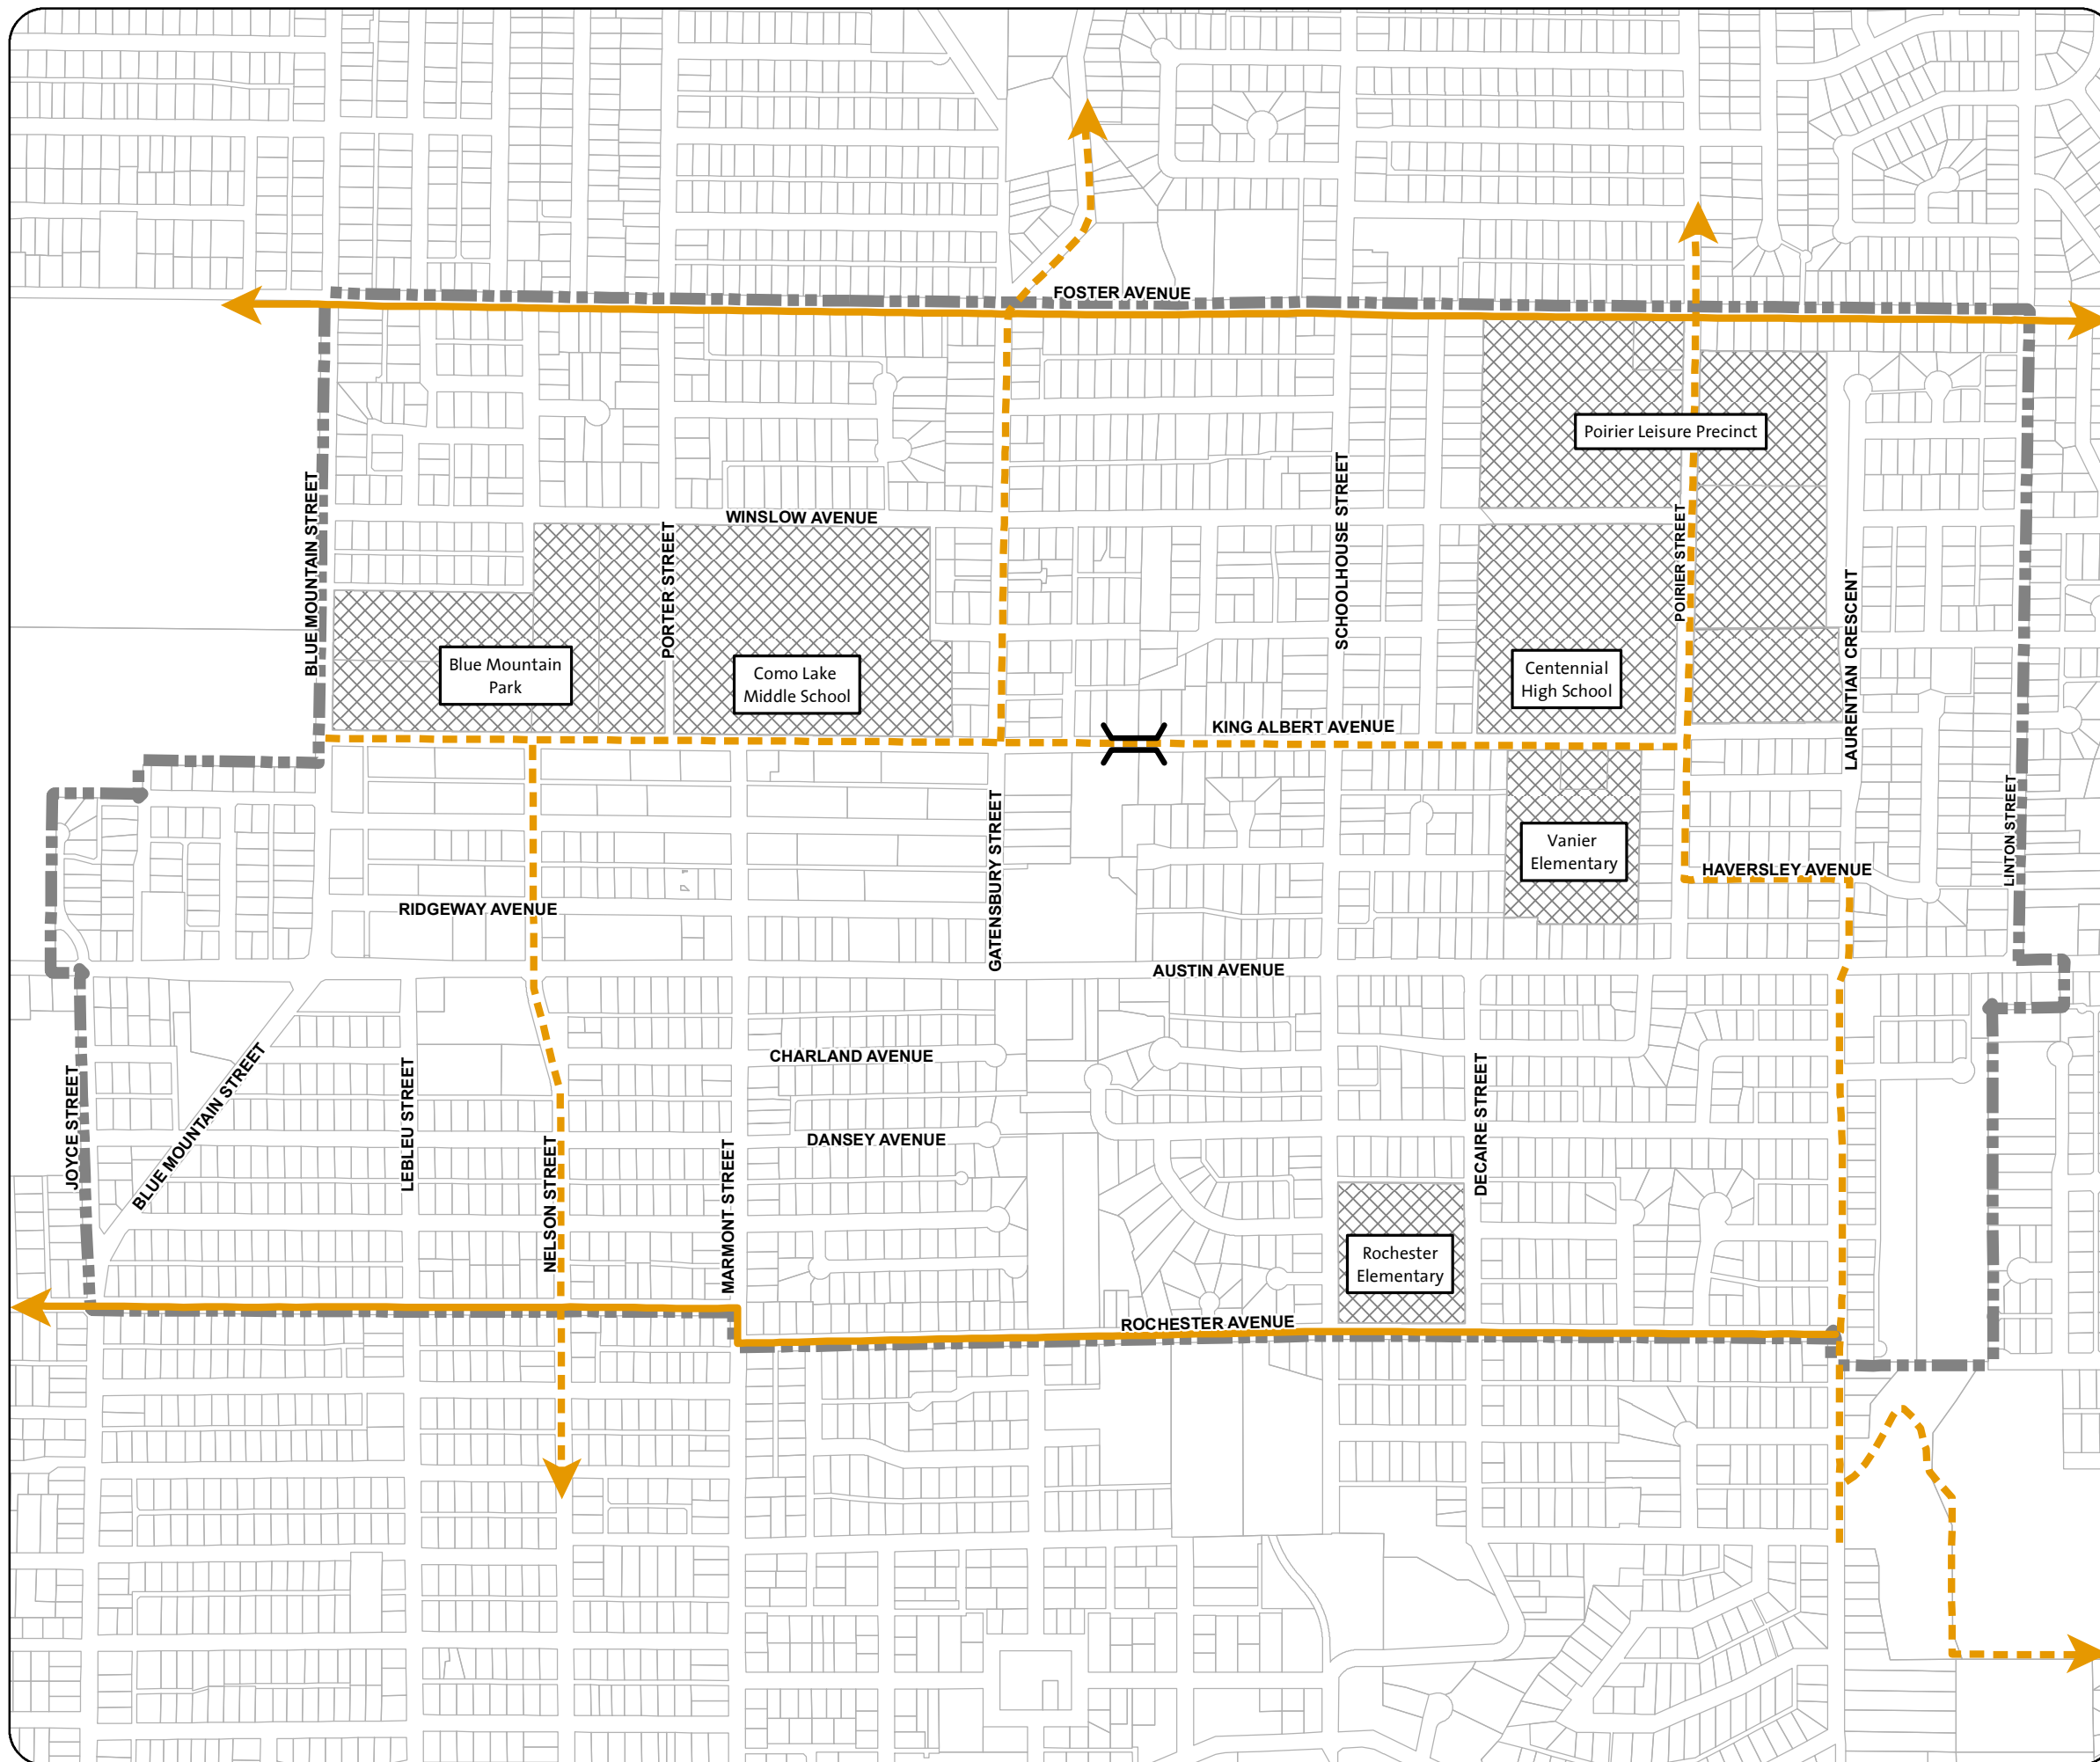 FOSTER AVENUE
Poirier Leisure Precinct
BLUE MOUNTAIN STREET
WINSLOW AVENUE
PORTER STREET
SCHOOLHOUSE STREET
POIRIER STREET
LAURENTIAN CRESCENT
Blue Mountain
Park
Como Lake
Middle School
Centennial
High School
KING ALBERT AVENUE
GATENSBURY STREET
LINTON STREET
Vanier
Elementary
HAVERSLEY AVENUE
RIDGEWAY AVENUE
AUSTIN AVENUE
CHARLAND AVENUE
JOYCE STREET
BLUE MOUNTAIN STREET
LEBLEU STREET
DECAIRE STREET
DANSEY AVENUE
NELSON STREET
MARMONT STREET
Rochester
Elementary
ROCHESTER AVENUE